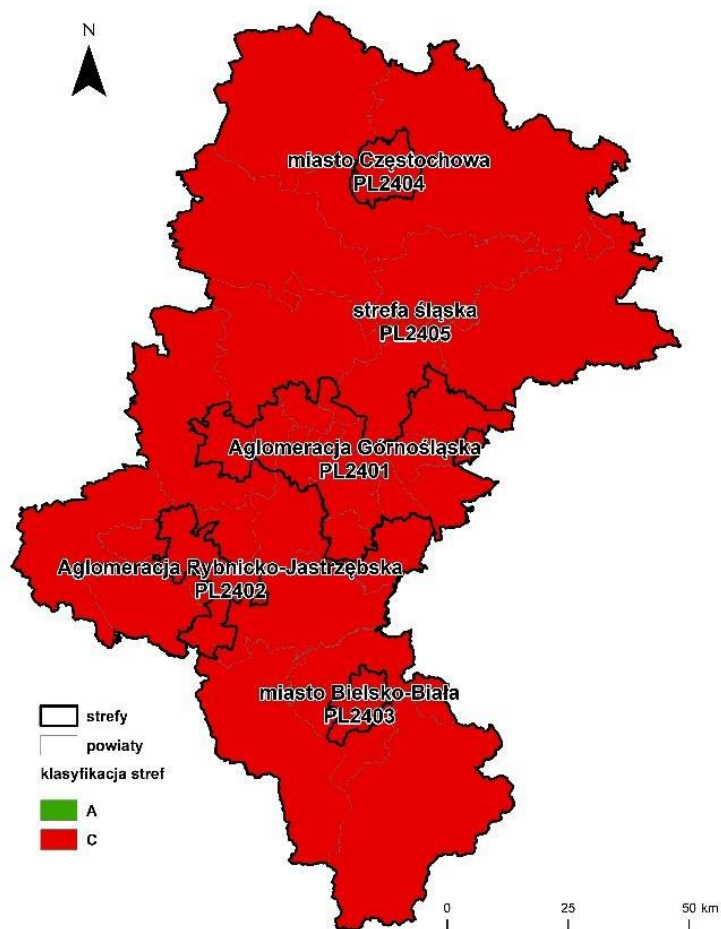 N
miasto Częstochowa
PL2404
strefa śląska
PL2405
Aglomeracja Górnośląska
PL2401
Aglomeracja Rybnicko-Jastrzębska
PL2402
miasto Bielsko-Biała
PL2403
strefy
powiaty
klasyfikacja stref
A
C
0 25 50 km